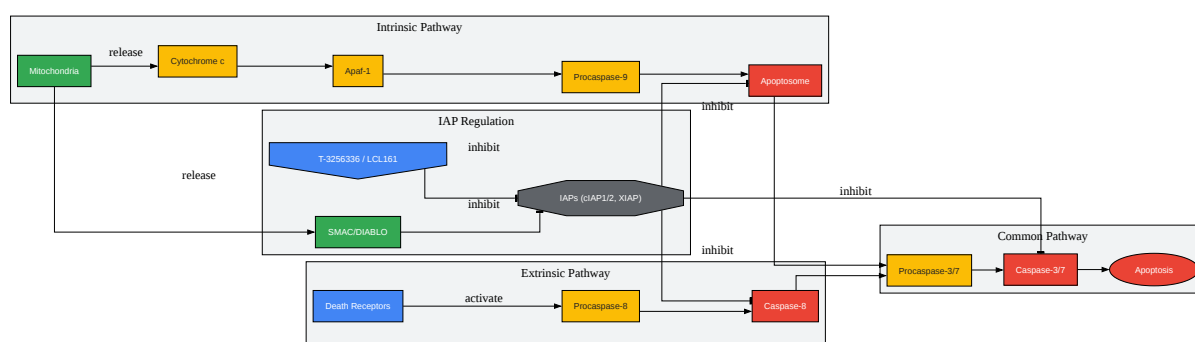 Intrinsic Pathway
release
Mitochondria
Cytochrome c
Apaf-1
Procaspase-9
Apoptosome
inhibit
IAP Regulation
T-3256336 / LCL161
inhibit
release
IAPs (cIAP1/2, XIAP)
inhibit
inhibit
SMAC/DIABLO
inhibit
Common Pathway
Procaspase-3/7
Caspase-3/7
Apoptosis
Extrinsic Pathway
Death Receptors
activate
Procaspase-8
Caspase-8